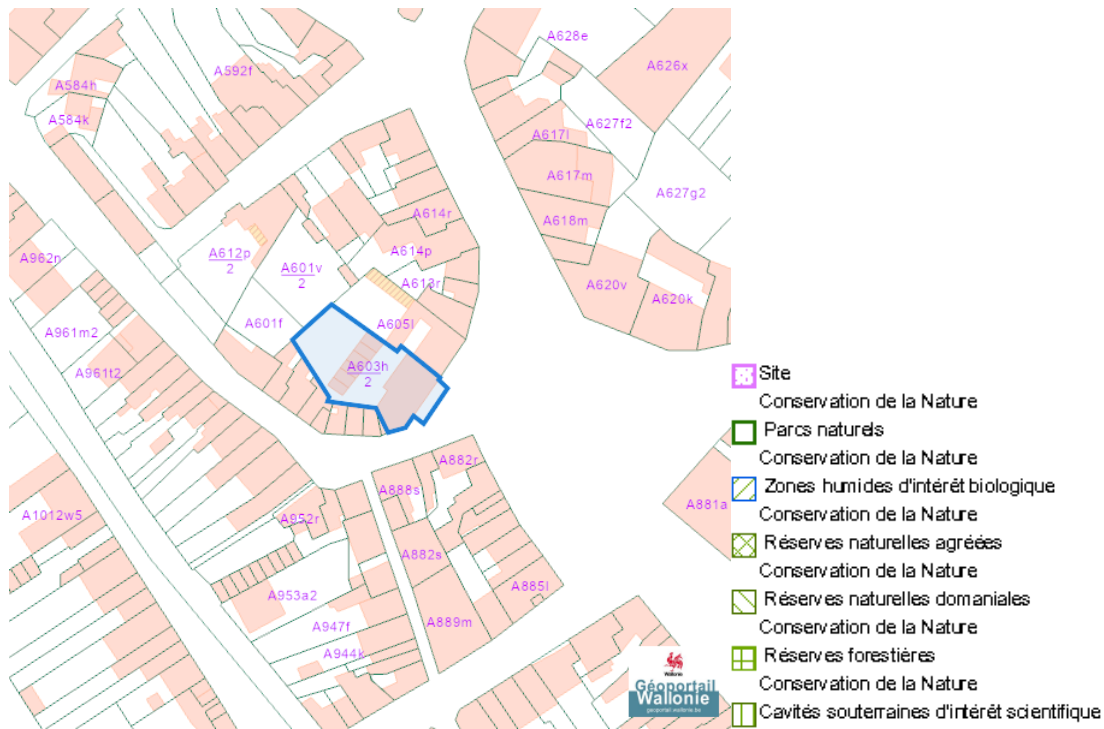 A628e
A592f
A626x
A584h
A584k
A627f2
A617l
A617m
A627g2
A614r
A618m
A962n
A612p
2
A601v
2
A614p
A613r
A620v
A620k
A601f
A605l
A961m2
A603h
2
A961t2
A882r
A888s
A881a
A1012w5
A952r
A882s
A885l
A953a2
A947f
A889m
A944k
Wallonie
Géoportail
Wallonie
geoportail.wallonie.be
Site
Conservation de la Nature
Parcs naturels
Conservation de la Nature
Zones humides d'intérêt biologique
Conservation de la Nature
Réserves naturelles agréées
Conservation de la Nature
Réserves naturelles domaniales
Conservation de la Nature
Réserves forestières
Conservation de la Nature
Cavités souterraines d'intérêt scientifique